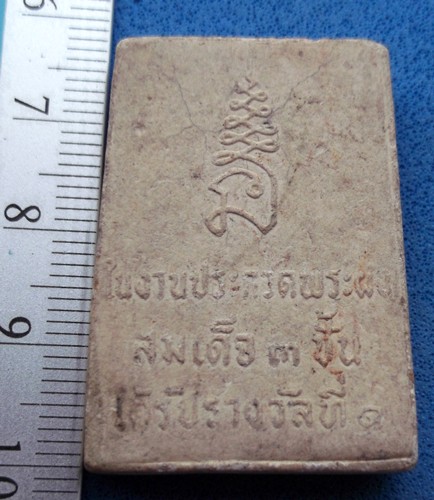 6
7
8
9
10
ในงานประกวดพระผง
สมเด็จ ๓ ชั้น
ได้รับรางวัลที่ ๑